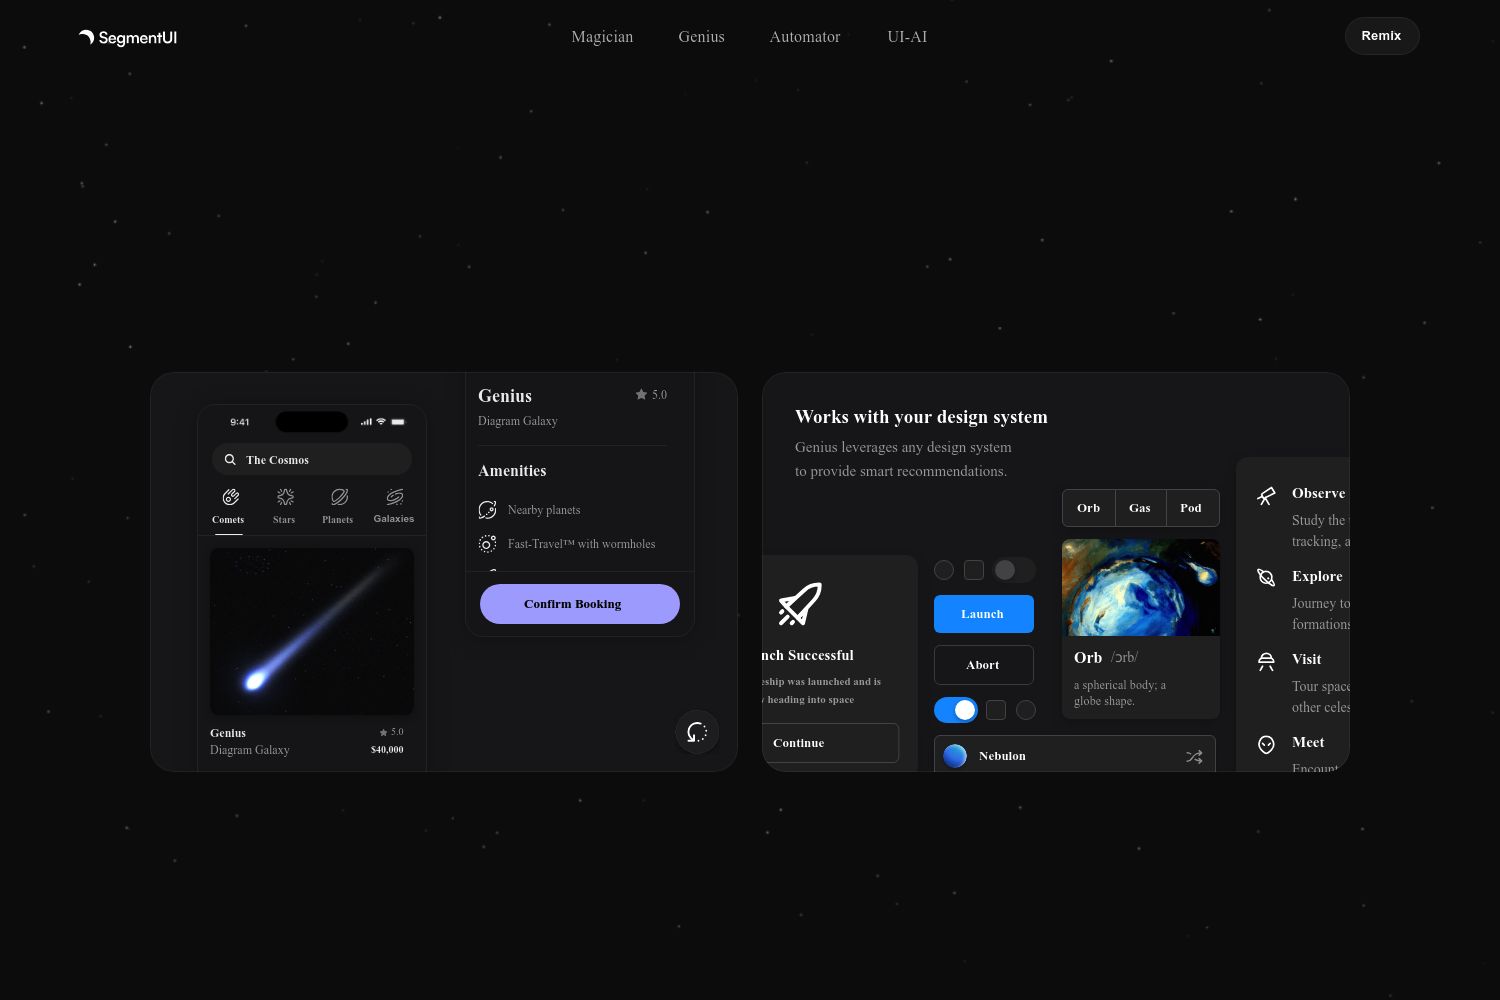 SegmentUI
Magician
Genius
Automator
UI-AI
Remix
9:41
The Cosmos
Comets
Stars
Planets
Galaxies
Genius
5.0
Diagram Galaxy
$40,000
Genius
5.0
Diagram Galaxy
Amenities
Nearby planets
Fast-Travel™ with wormholes
Confirm Booking
Works with your design system
Genius leverages any design system
to provide smart recommendations.
nch Successful
eship was launched and is
heading into space
Continue
Launch
Abort
Nebulon
Orb
Gas
Pod
Orb /ɔrb/
a spherical body; a
globe shape.
Observe
Study the
tracking, a
Explore
Journey to
formations
Visit
Tour space
other celes
Meet
Encount